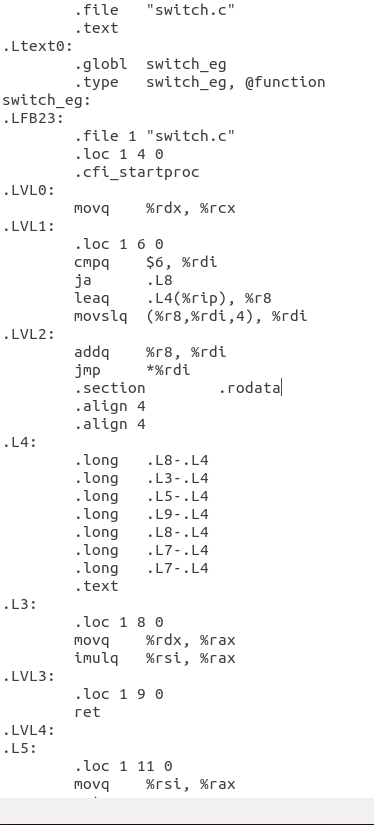 .file "switch.c"
.text
.Ltext0:
.globl switch_eg
.type switch_eg, @function
switch_eg:
.LFB23:
.file 1 "switch.c"
.loc 1 4 0
.cfi_startproc
.LVL0:
movq %rdx, %rcx
.LVL1:
.loc 1 6 0
cmpq $6, %rdi
ja .L8
leaq .L4(%rip), %r8
movslq (%r8,%rdi,4), %rdi
.LVL2:
addq %r8, %rdi
jmp *%rdi
.section .rodata
.align 4
.align 4
.L4:
.long .L8-.L4
.long .L3-.L4
.long .L5-.L4
.long .L9-.L4
.long .L8-.L4
.long .L7-.L4
.long .L7-.L4
.text
.L3:
.loc 1 8 0
movq %rdx, %rax
imulq %rsi, %rax
.LVL3:
.loc 1 9 0
ret
.LVL4:
.L5:
.loc 1 11 0
movq %rsi, %rax